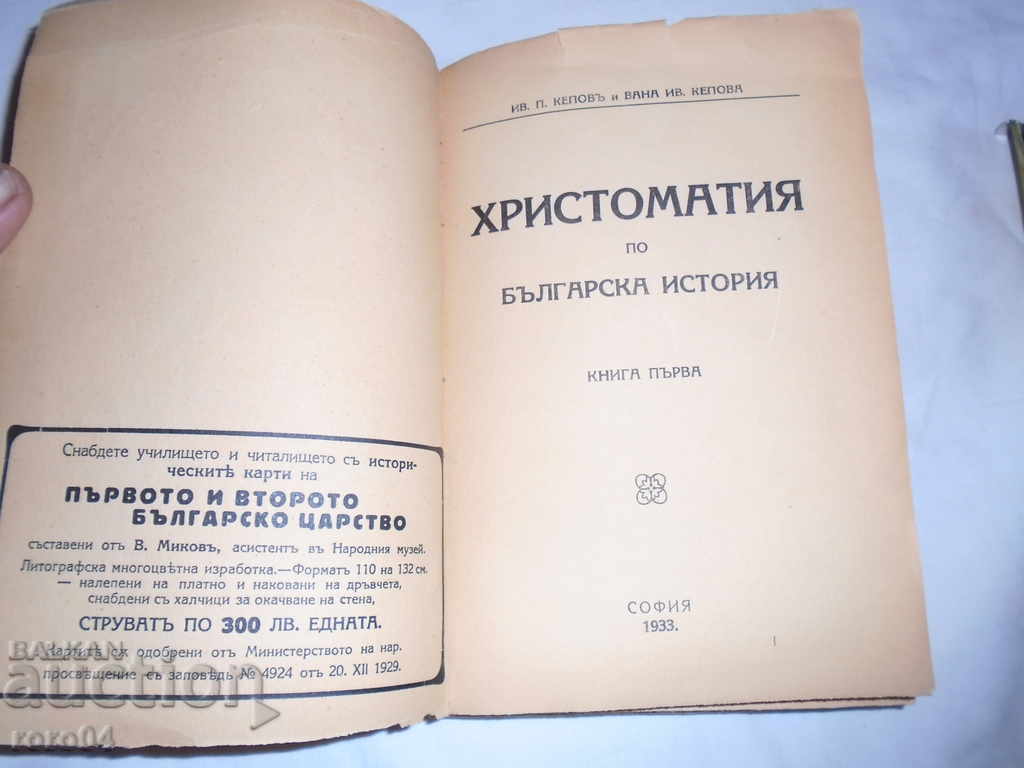 Снабдете училището и читалището съ истори-
ческитѣ карти на
ПЪРВОТО И ВТОРОТО
БЪЛГАРСКО ЦАРСТВО
съставени отъ В. Миковъ, асистентъ въ Народния музей.
Литографска многоцвѣтна изработка.—Форматъ 110 на 132 см.
— налепени на платно и наковани на дръвчета,
снабдени съ халчици за окачване на стена,
СТРУВАТЪ ПО 300 ЛВ. ЕДНАТА.
Картитѣ сѫ одобрени отъ Министерството на нар.
просвѣщение съ заповѣдь № 4924 отъ 20. XII 1929.
ИВ. П. КЕПОВЪ и ВАНА ИВ. КЕПОВА
ХРИСТОМАТИЯ
ПО
БЪЛГАРСКА ИСТОРИЯ
КНИГА ПЪРВА
СОФИЯ
1933.
BALKAN
auction
roko04